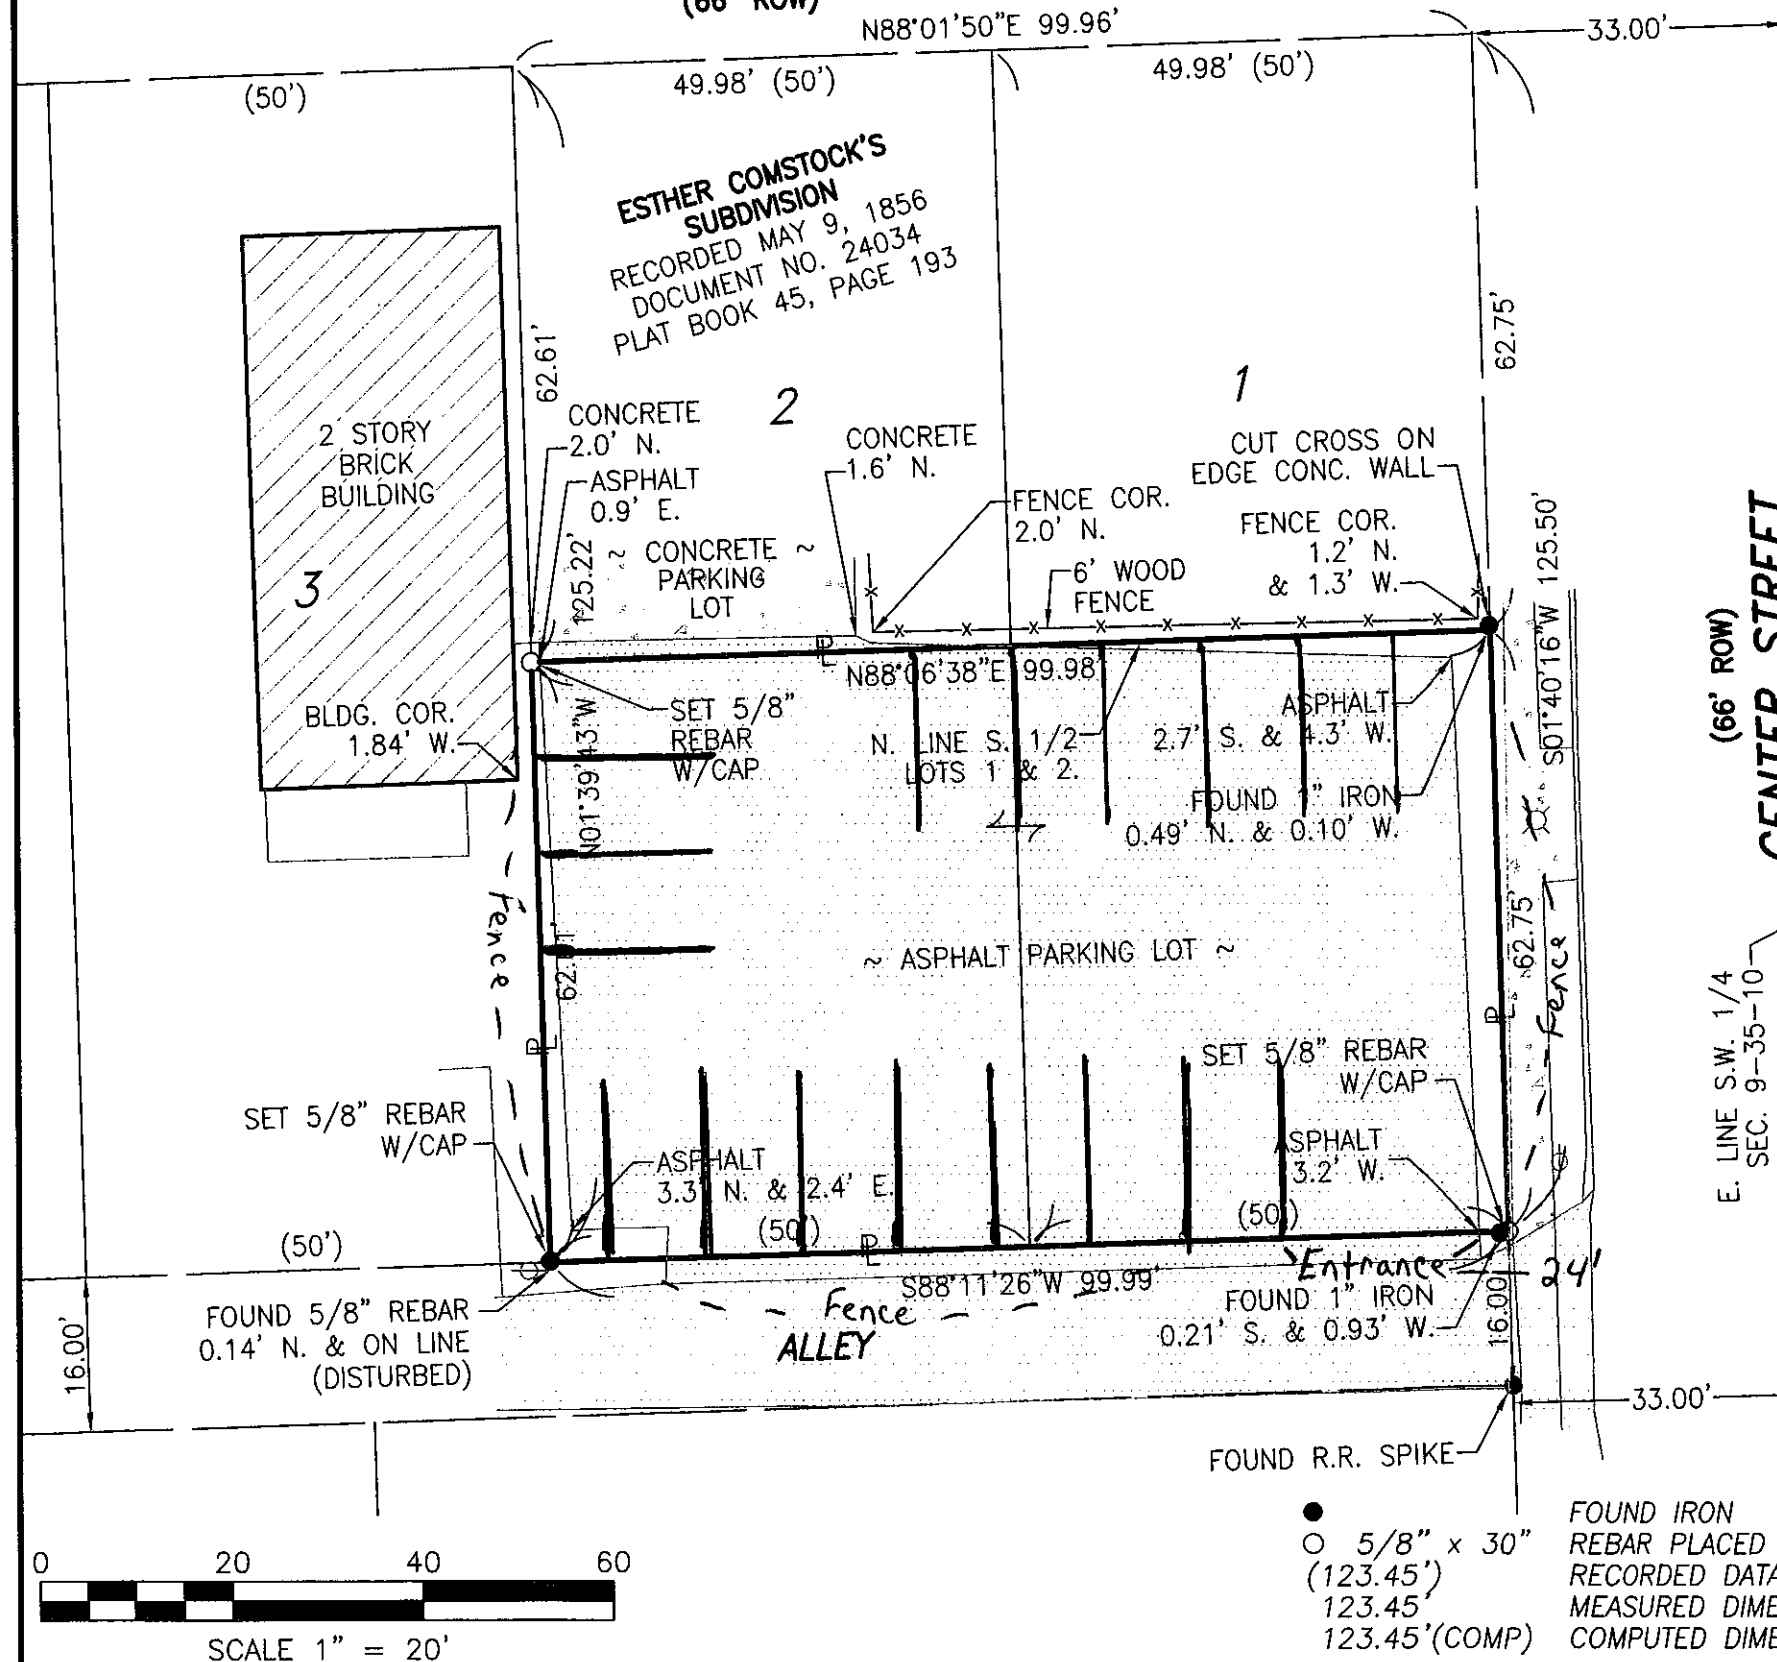 (66' ROW)
N88°01'50"E 99.96'
33.00'
(50')
49.98' (50')
49.98' (50')
ESTHER COMSTOCK'S
SUBDIVISION
RECORDED MAY 9, 1856
DOCUMENT NO. 24034
PLAT BOOK 45, PAGE 193
62.61'
62.75'
2
1
3
2 STORY
BRICK
BUILDING
CONCRETE
2.0' N.
ASPHALT
0.9' E.
CONCRETE
1.6' N.
CUT CROSS ON
EDGE CONC. WALL
FENCE COR.
2.0' N.
FENCE COR.
1.2' N.
& 1.3' W.
~ CONCRETE ~
PARKING
LOT
6' WOOD
FENCE
125.22'
N01°39'43"W
S01°40'16"W 125.50'
(66' ROW)
CENTER STREET
N88°06'38"E 99.98'
BLDG. COR.
1.84' W.
SET 5/8"
REBAR
W/CAP
N. LINE S. 1/2
LOTS 1 & 2.
ASPHALT
2.7' S. & 4.3' W.
FOUND 1" IRON
0.49' N. & 0.10' W.
Fence
~ ASPHALT PARKING LOT ~
62.75'
Fence
E. LINE S.W. 1/4
SEC. 9-35-10
SET 5/8" REBAR
W/CAP
SET 5/8" REBAR
W/CAP
ASPHALT
3.3' N. & 2.4' E.
ASPHALT
3.2' W.
(50')
(50')
(50')
S88°11'26"W 99.99'
Entrance
24'
Fence
ALLEY
FOUND 5/8" REBAR
0.14' N. & ON LINE
(DISTURBED)
FOUND 1" IRON
0.21' S. & 0.93' W.
16.00'
16.00'
33.00'
FOUND R.R. SPIKE
0 20 40 60
SCALE 1" = 20'
FOUND IRON
5/8" x 30" REBAR PLACED
(123.45') RECORDED DATA
123.45' MEASURED DIME
123.45'(COMP) COMPUTED DIME